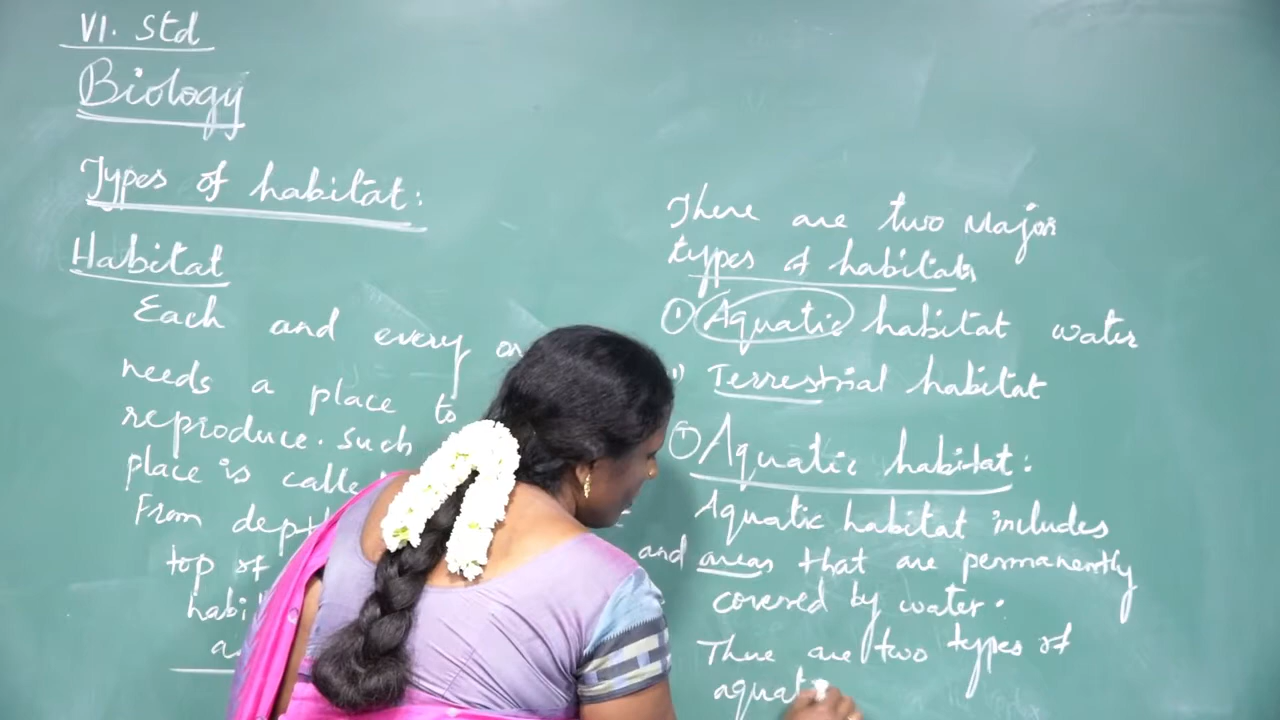 VI. Std
Biology
Types of habitat:
Habitat
Each and every
needs a place to
reproduce. Such
place is calle
From dept
top of
habi
a
There are two Major
types of habitats
① Aquatic habitat water
Terrestrial habitat
① Aquatic habitat:
Aquatic habitat includes
and areas that are permanently
covered by water.
There are two types of
aquat